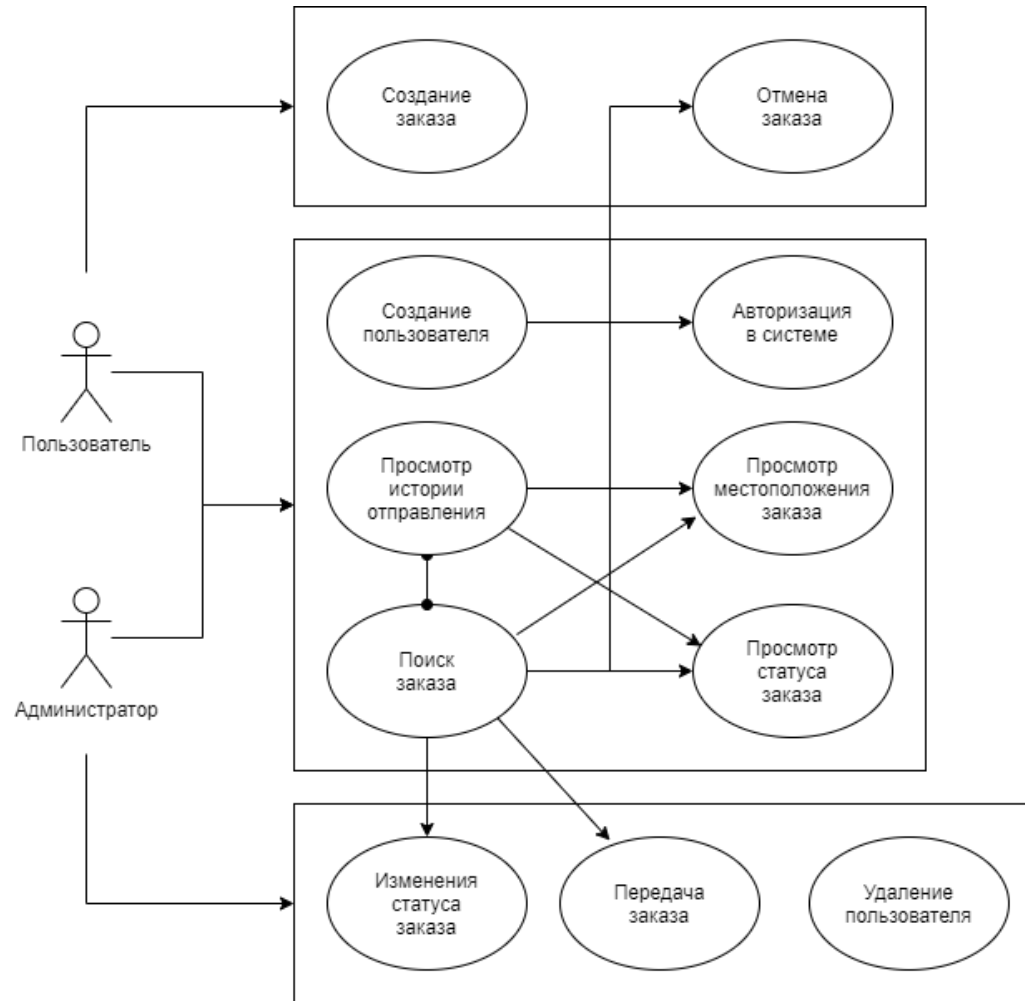 Создание
заказа
Отмена
заказа
Создание
пользователя
Авторизация
в системе
Пользователь
Просмотр
истории
отправления
Просмотр
местоположения
заказа
Администратор
Поиск
заказа
Просмотр
статуса
заказа
Изменения
статуса
заказа
Передача
заказа
Удаление
пользователя